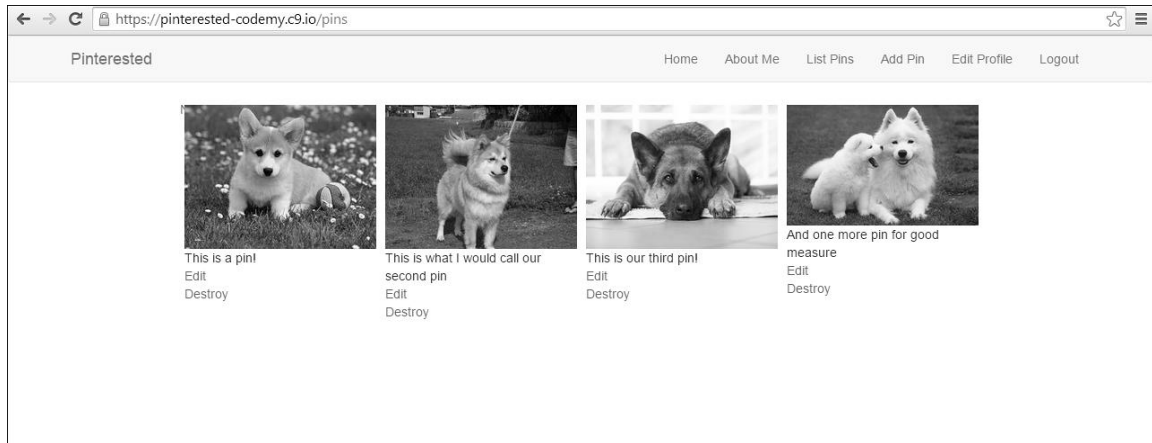 https://pinterested-codemy.c9.io/pins
Pinterested
Home About Me List Pins Add Pin Edit Profile Logout
This is a pin!
Edit
Destroy
This is what I would call our
second pin
Edit
Destroy
This is our third pin!
Edit
Destroy
And one more pin for good
measure
Edit
Destroy